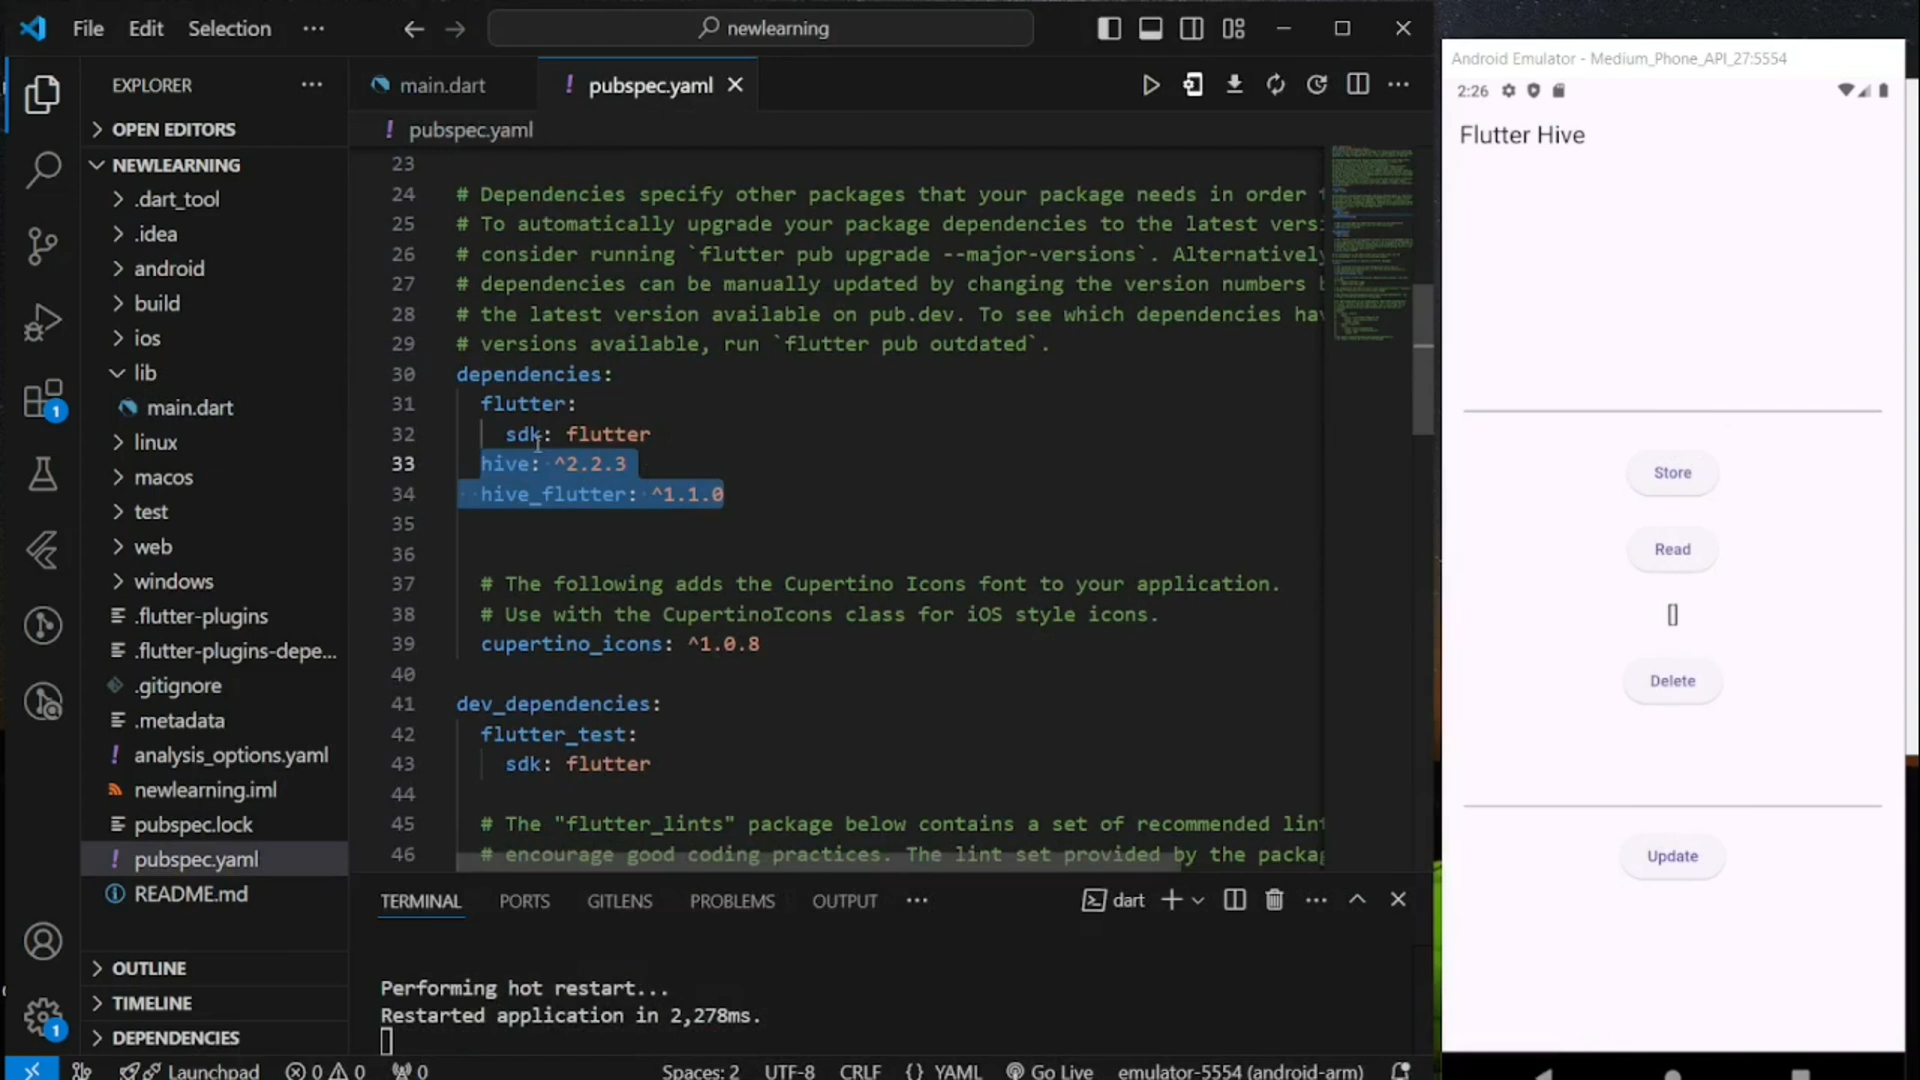 File Edit Selection ···
newlearning
EXPLORER ···
OPEN EDITORS
NEWLEARNING
.dart_tool
.idea
android
build
ios
lib
main.dart
linux
macos
test
web
windows
.flutter-plugins
.flutter-plugins-depe...
.gitignore
.metadata
analysis_options.yaml
newlearning.iml
pubspec.lock
pubspec.yaml
README.md
OUTLINE
TIMELINE
DEPENDENCIES
1
1
main.dart
! pubspec.yaml
! pubspec.yaml
23
24 # Dependencies specify other packages that your package needs in order
25 # To automatically upgrade your package dependencies to the latest versi
26 # consider running `flutter pub upgrade --major-versions`. Alternatively
27 # dependencies can be manually updated by changing the version numbers
28 # the latest version available on pub.dev. To see which dependencies hav
29 # versions available, run `flutter pub outdated`.
30 dependencies:
31 flutter:
32 sdk: flutter
33 hive: ^2.2.3
34 hive_flutter: ^1.1.0
35
36
37 # The following adds the Cupertino Icons font to your application.
38 # Use with the CupertinoIcons class for iOS style icons.
39 cupertino_icons: ^1.0.8
40
41 dev_dependencies:
42 flutter_test:
43 sdk: flutter
44
45 # The "flutter_lints" package below contains a set of recommended lint
46 # encourage good coding practices. The lint set provided by the packag
TERMINAL PORTS GITLENS PROBLEMS OUTPUT ···
dart
Performing hot restart...
Restarted application in 2,278ms.
Launchpad 0 0 0 Spaces: 2 UTF-8 CRLF {} YAML Go Live emulator-5554 (android-arm)
Android Emulator - Medium_Phone_API_27:5554
2:26
Flutter Hive
Store
Read
[]
Delete
Update